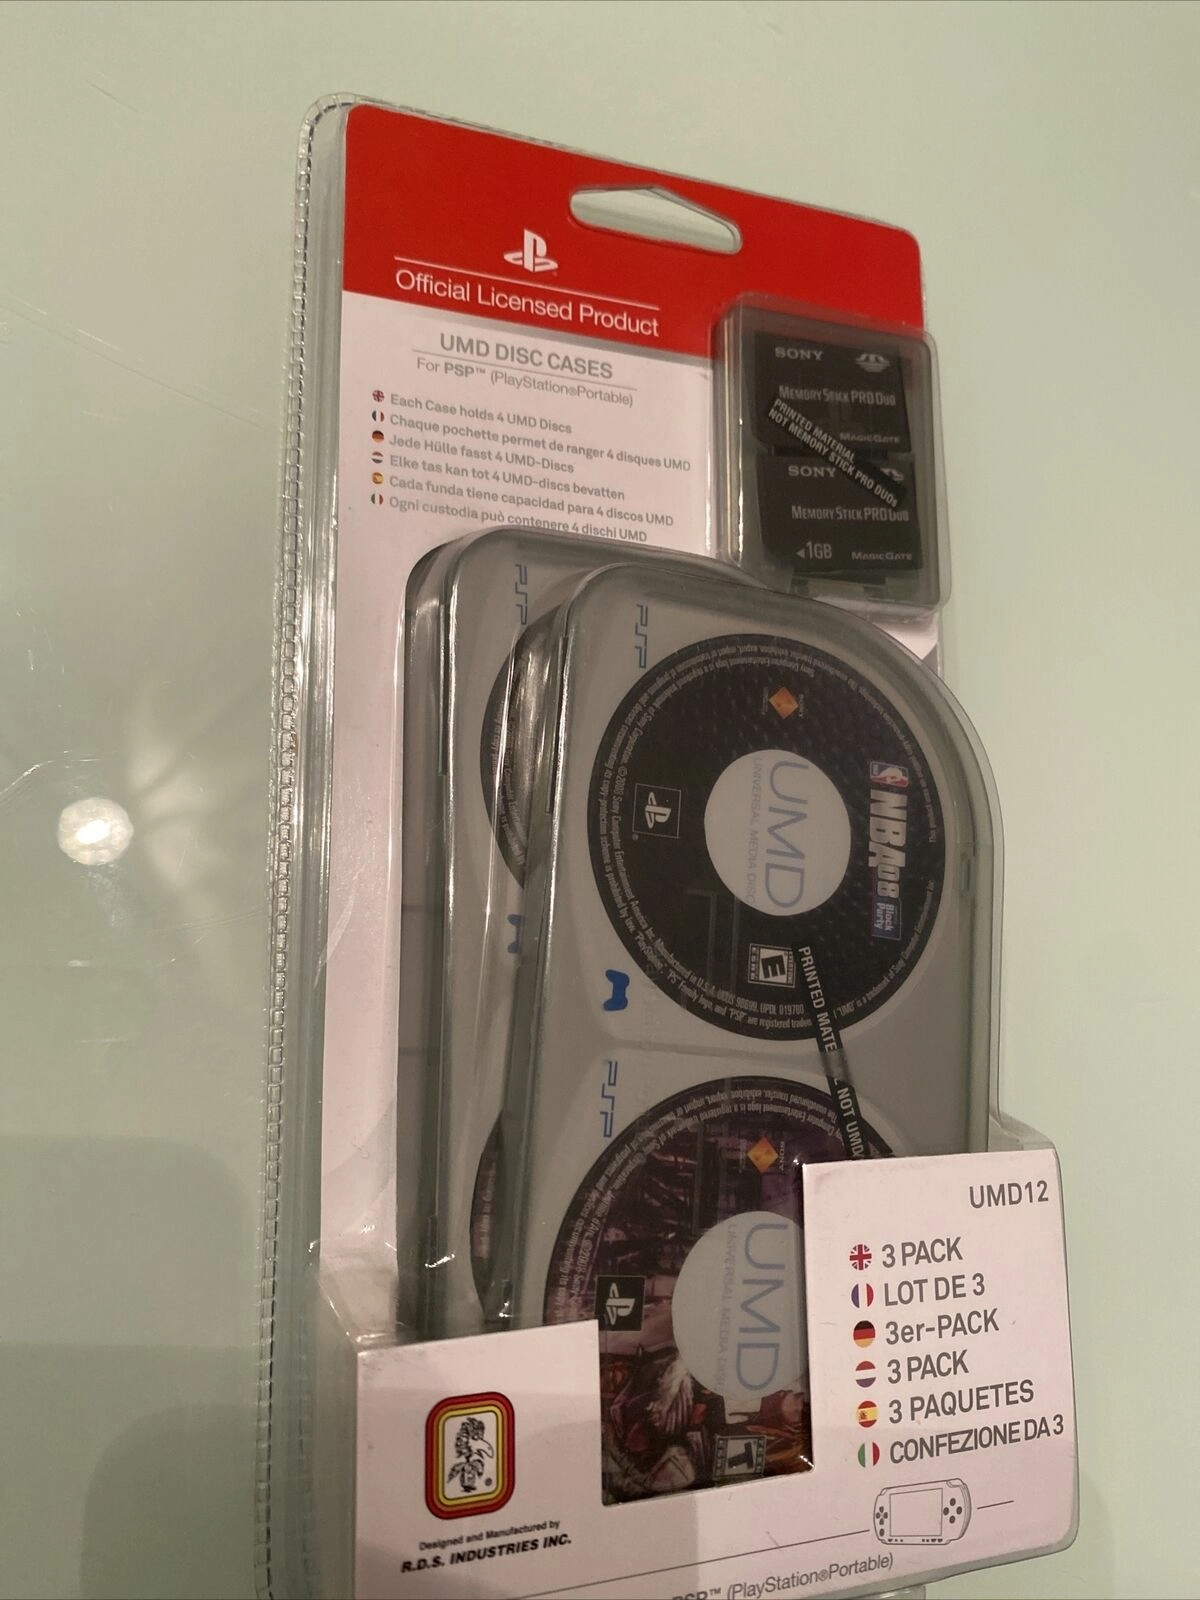 Official Licensed Product
UMD DISC CASES
For PSP™ (PlayStation®Portable)
Each Case holds 4 UMD Discs
Chaque pochette permet de ranger 4 disques UMD
Jede Hülle fasst 4 UMD-Discs
Elke tas kan tot 4 UMD-discs bevatten
Cada funda tiene capacidad para 4 discos UMD
Ogni custodia può contenere 4 dischi UMD
SONY
MEMORY STICK PRO DUO
PRINTED MATERIAL
NOT MEMORY STICK PRO DUOs
MAGICGATE
SONY
MEMORY STICK PRO DUO
1GB
MAGICGATE
PSP
PSP
SONY
UMD
UNIVERSAL MEDIA DISC
NBA08
Block
Party
E
PRINTED MATE
NOT UMD
PSP
SONY
UMD
UNIVERSAL MEDIA DISC
T
UMD12
3 PACK
LOT DE 3
3er-PACK
3 PACK
3 PAQUETES
CONFEZIONE DA 3
Designed and Manufactured by
R.D.S. INDUSTRIES INC.
PSP™ (PlayStation®Portable)